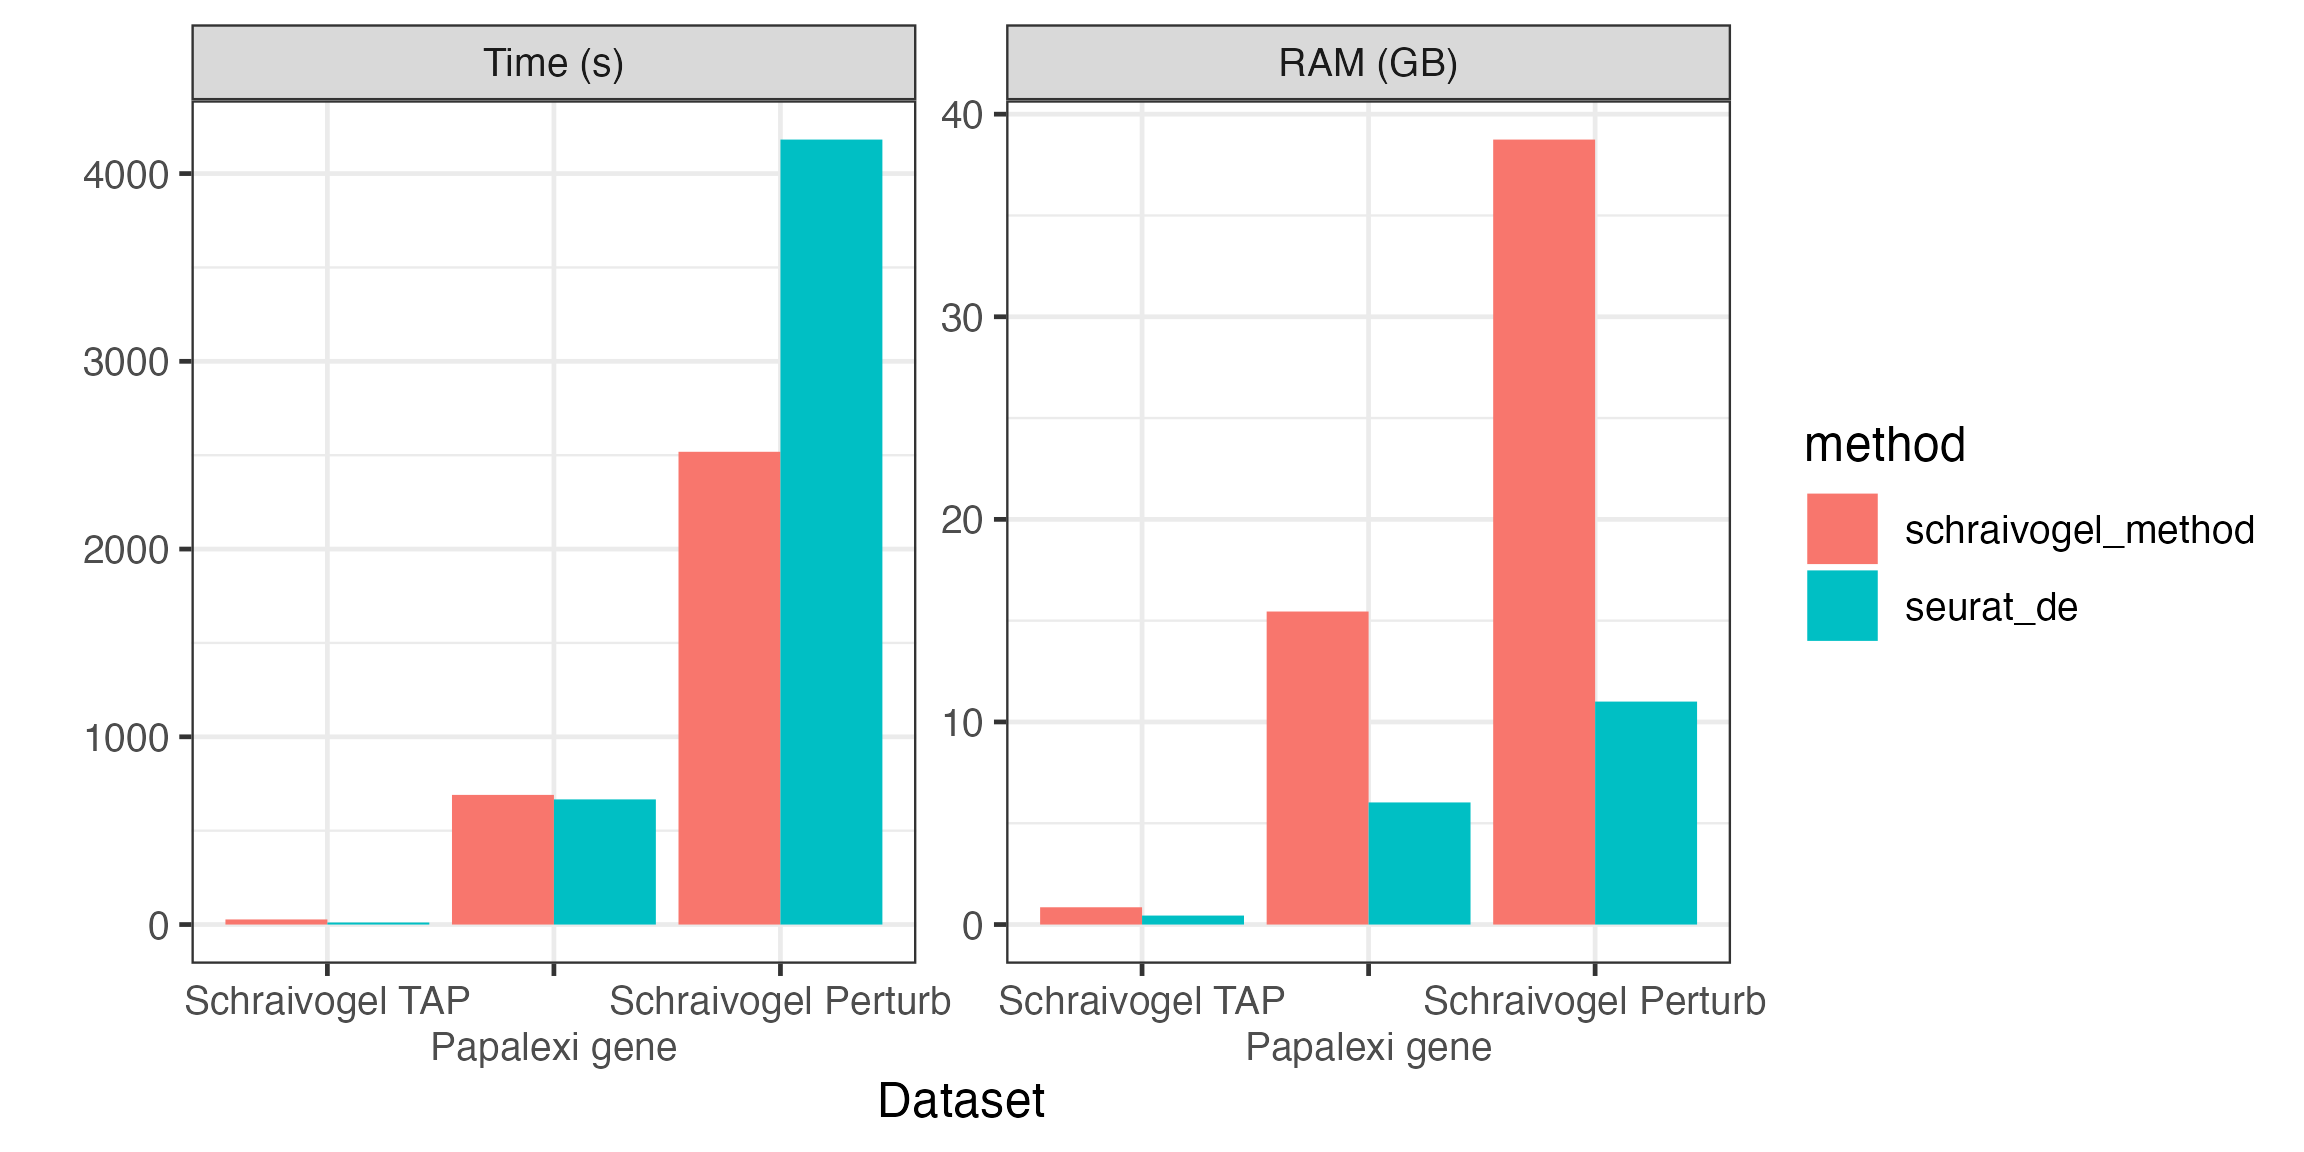 Time (s)
RAM (GB)
4000
3000
2000
1000
0
40
30
20
10
0
Schraivogel TAP
Papalexi gene
Schraivogel Perturb
Schraivogel TAP
Papalexi gene
Schraivogel Perturb
Dataset
method
schraivogel_method
seurat_de